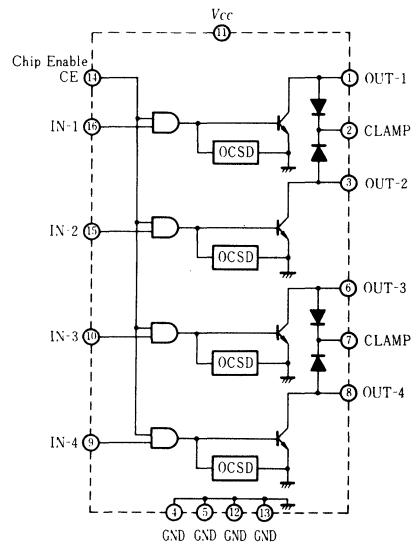 Vcc
11
Chip Enable
CE 14
1 OUT-1
IN-1 16
2 CLAMP
OCSD
3 OUT-2
IN-2 15
OCSD
6 OUT-3
IN-3 10
7 CLAMP
OCSD
8 OUT-4
IN-4 9
OCSD
4 5 12 13
GND GND GND GND